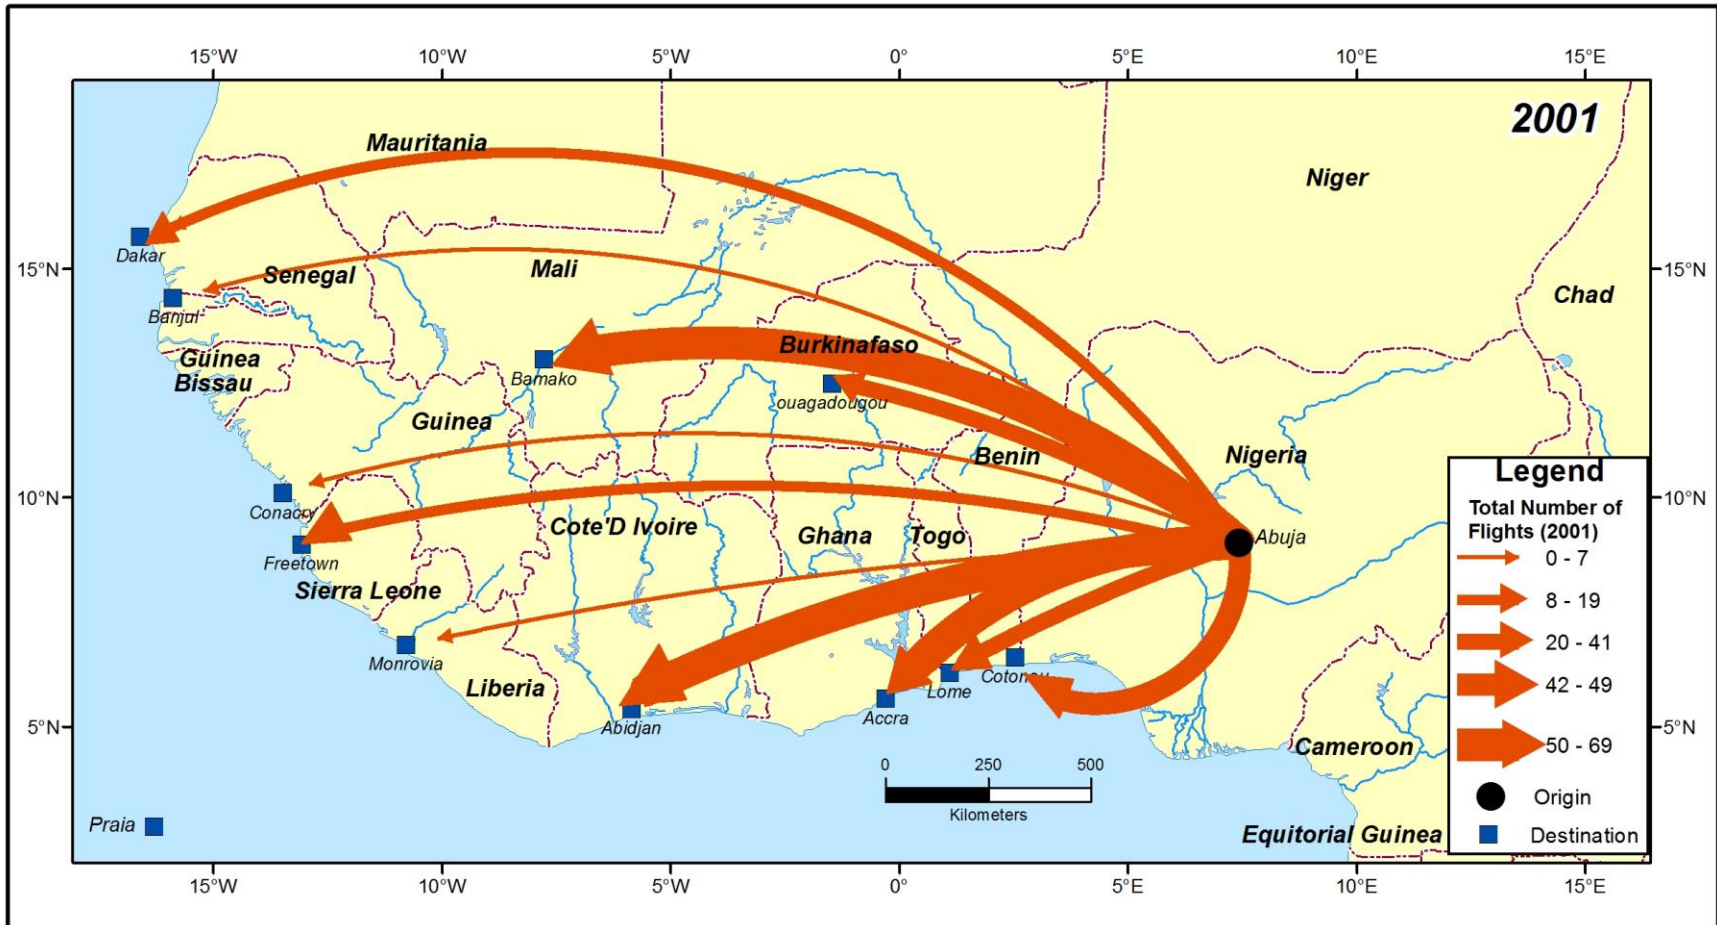 15°W 10°W 5°W 0° 5°E 10°E 15°E
2001
Mauritania
Niger
Dakar
Senegal
Mali
15°N
15°N
Chad
Banjul
Guinea
Bissau
Burkinafaso
Bamako
ouagadougou
Guinea
Benin
Nigeria
10°N
10°N
Conacry
Cote'D Ivoire
Ghana
Togo
Abuja
Freetown
Sierra Leone
Monrovia
Liberia
Lome
Cotonou
Accra
Abidjan
5°N
5°N
Cameroon
0 250 500
Kilometers
Praia
Equitorial Guinea
Legend
Total Number of
Flights (2001)
0 - 7
8 - 19
20 - 41
42 - 49
50 - 69
Origin
Destination
15°W 10°W 5°W 0° 5°E 10°E 15°E